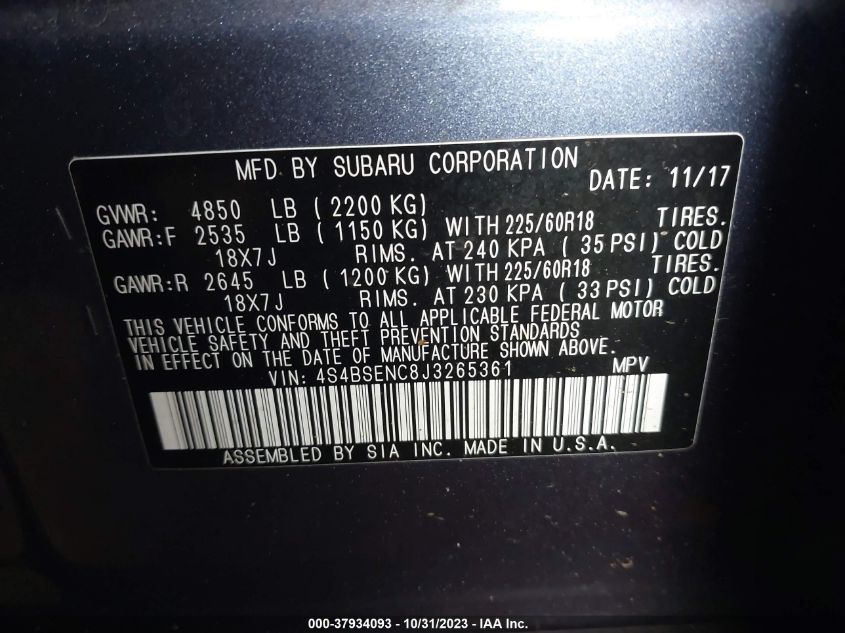 MFD BY SUBARU CORPORATION DATE: 11/17
GVWR: 4850 LB ( 2200 KG)
GAWR:F 2535 LB ( 1150 KG) WITH 225/60R18 TIRES.
18X7J RIMS. AT 240 KPA ( 35 PSI) COLD
GAWR:R 2645 LB ( 1200 KG) WITH 225/60R18 TIRES.
18X7J RIMS. AT 230 KPA ( 33 PSI) COLD
THIS VEHICLE CONFORMS TO ALL APPLICABLE FEDERAL MOTOR
VEHICLE SAFETY AND THEFT PREVENTION STANDARDS
IN EFFECT ON THE DATE OF MANUFACTURE SHOWN ABOVE.
VIN: 4S4BSENC8J3265361 MPV
ASSEMBLED BY SIA INC. MADE IN U.S.A.
000-37934093 - 10/31/2023 - IAA Inc.